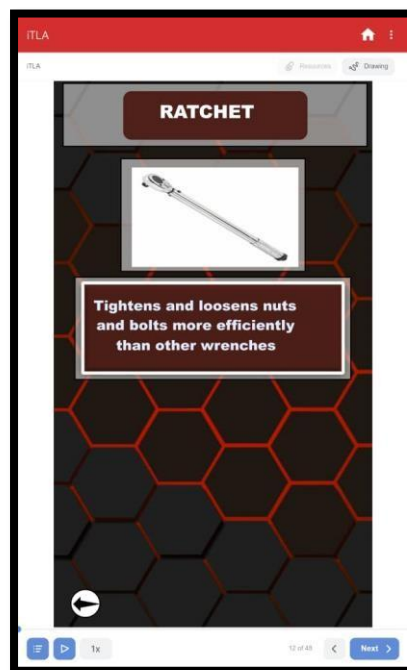 iTLA
iTLA
Resources
Drawing
RATCHET
Tightens and loosens nuts
and bolts more efficiently
than other wrenches
1x
12 of 48
Next